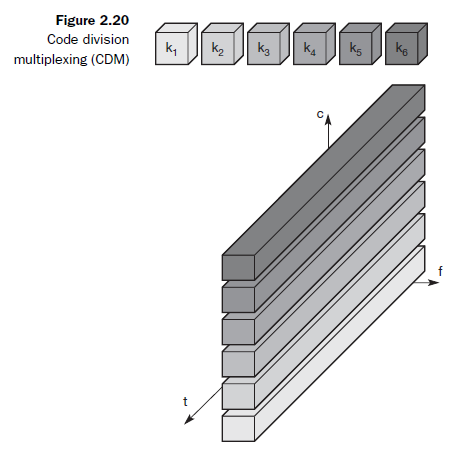 Figure 2.20
Code division
multiplexing (CDM)
k1 k2 k3 k4 k5 k6
c
f
t